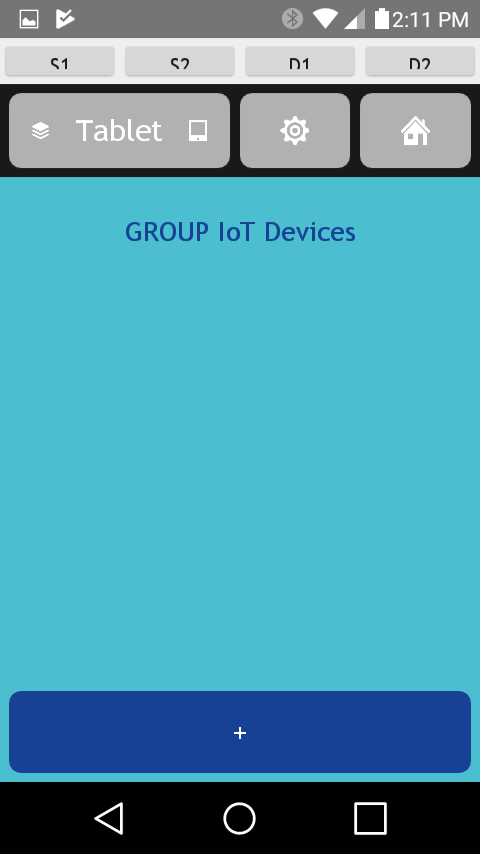 2:11 PM
S1 S2 D1 D2
Tablet
GROUP IoT Devices
+